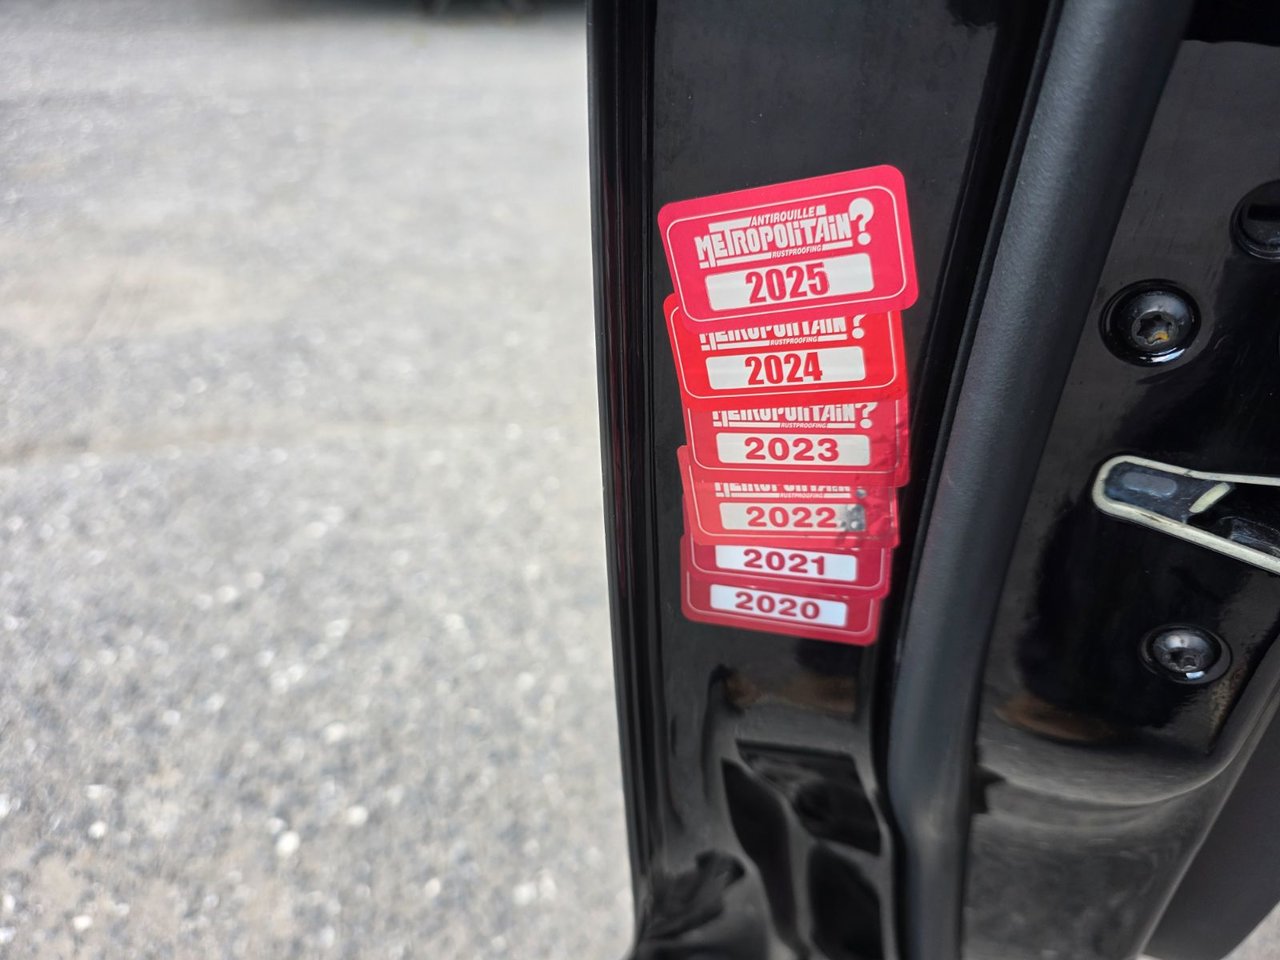 ANTIROUILLE
METROPOLITAIN?
RUSTPROOFING
2025
METROPOLITAIN?
RUSTPROOFING
2024
METROPOLITAIN?
RUSTPROOFING
2023
METROPOLITAIN?
RUSTPROOFING
2022
2021
2020